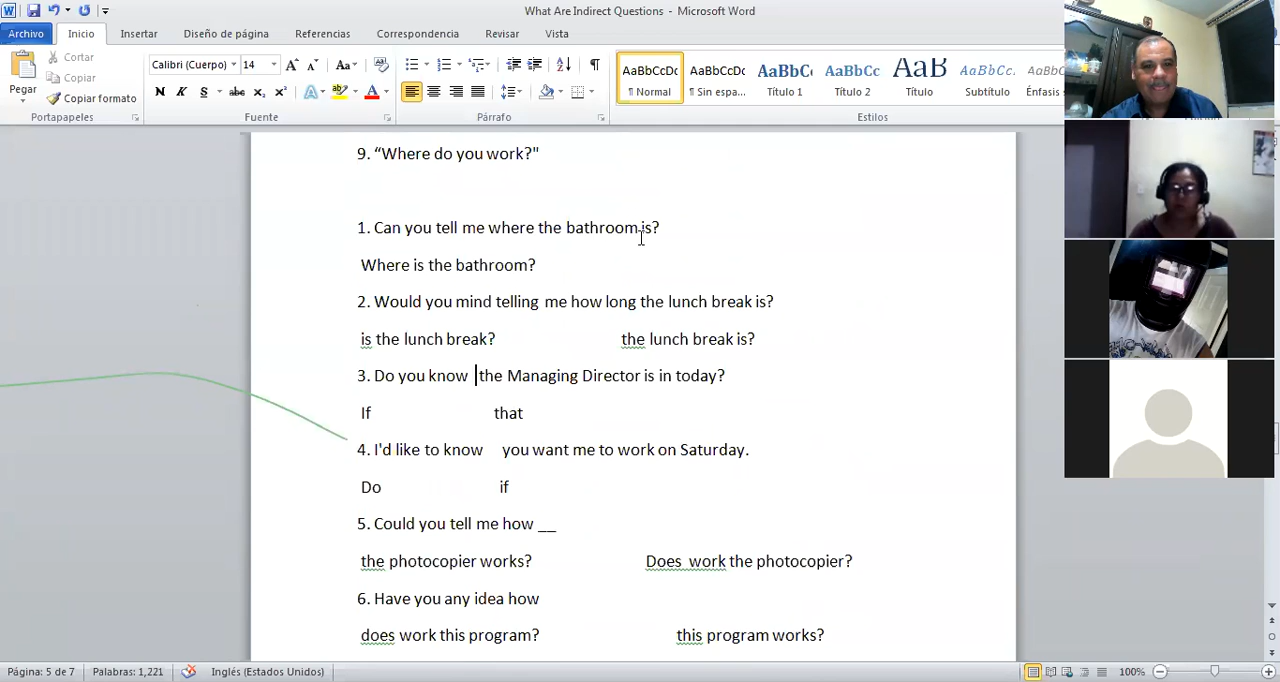 What Are Indirect Questions - Microsoft Word
Archivo Inicio Insertar Diseño de página Referencias Correspondencia Revisar Vista
Pegar
Cortar
Copiar
Copiar formato
Portapapeles
Calibri (Cuerpo) 14
N K S abc x₂ x²
Fuente
Párrafo
AaBbCcDc AaBbCcDc AaBbC AaBbCc AaB AaBbCc.
¶ Normal ¶ Sin espa... Título 1 Título 2 Título Subtítulo Énfasis
Estilos
9. “Where do you work?"
1. Can you tell me where the bathroom is?
Where is the bathroom?
2. Would you mind telling me how long the lunch break is?
is the lunch break? the lunch break is?
3. Do you know the Managing Director is in today?
If that
4. I'd like to know you want me to work on Saturday.
Do if
5. Could you tell me how __
the photocopier works? Does work the photocopier?
6. Have you any idea how
does work this program? this program works?
Página: 5 de 7 Palabras: 1,221 Inglés (Estados Unidos) 100%